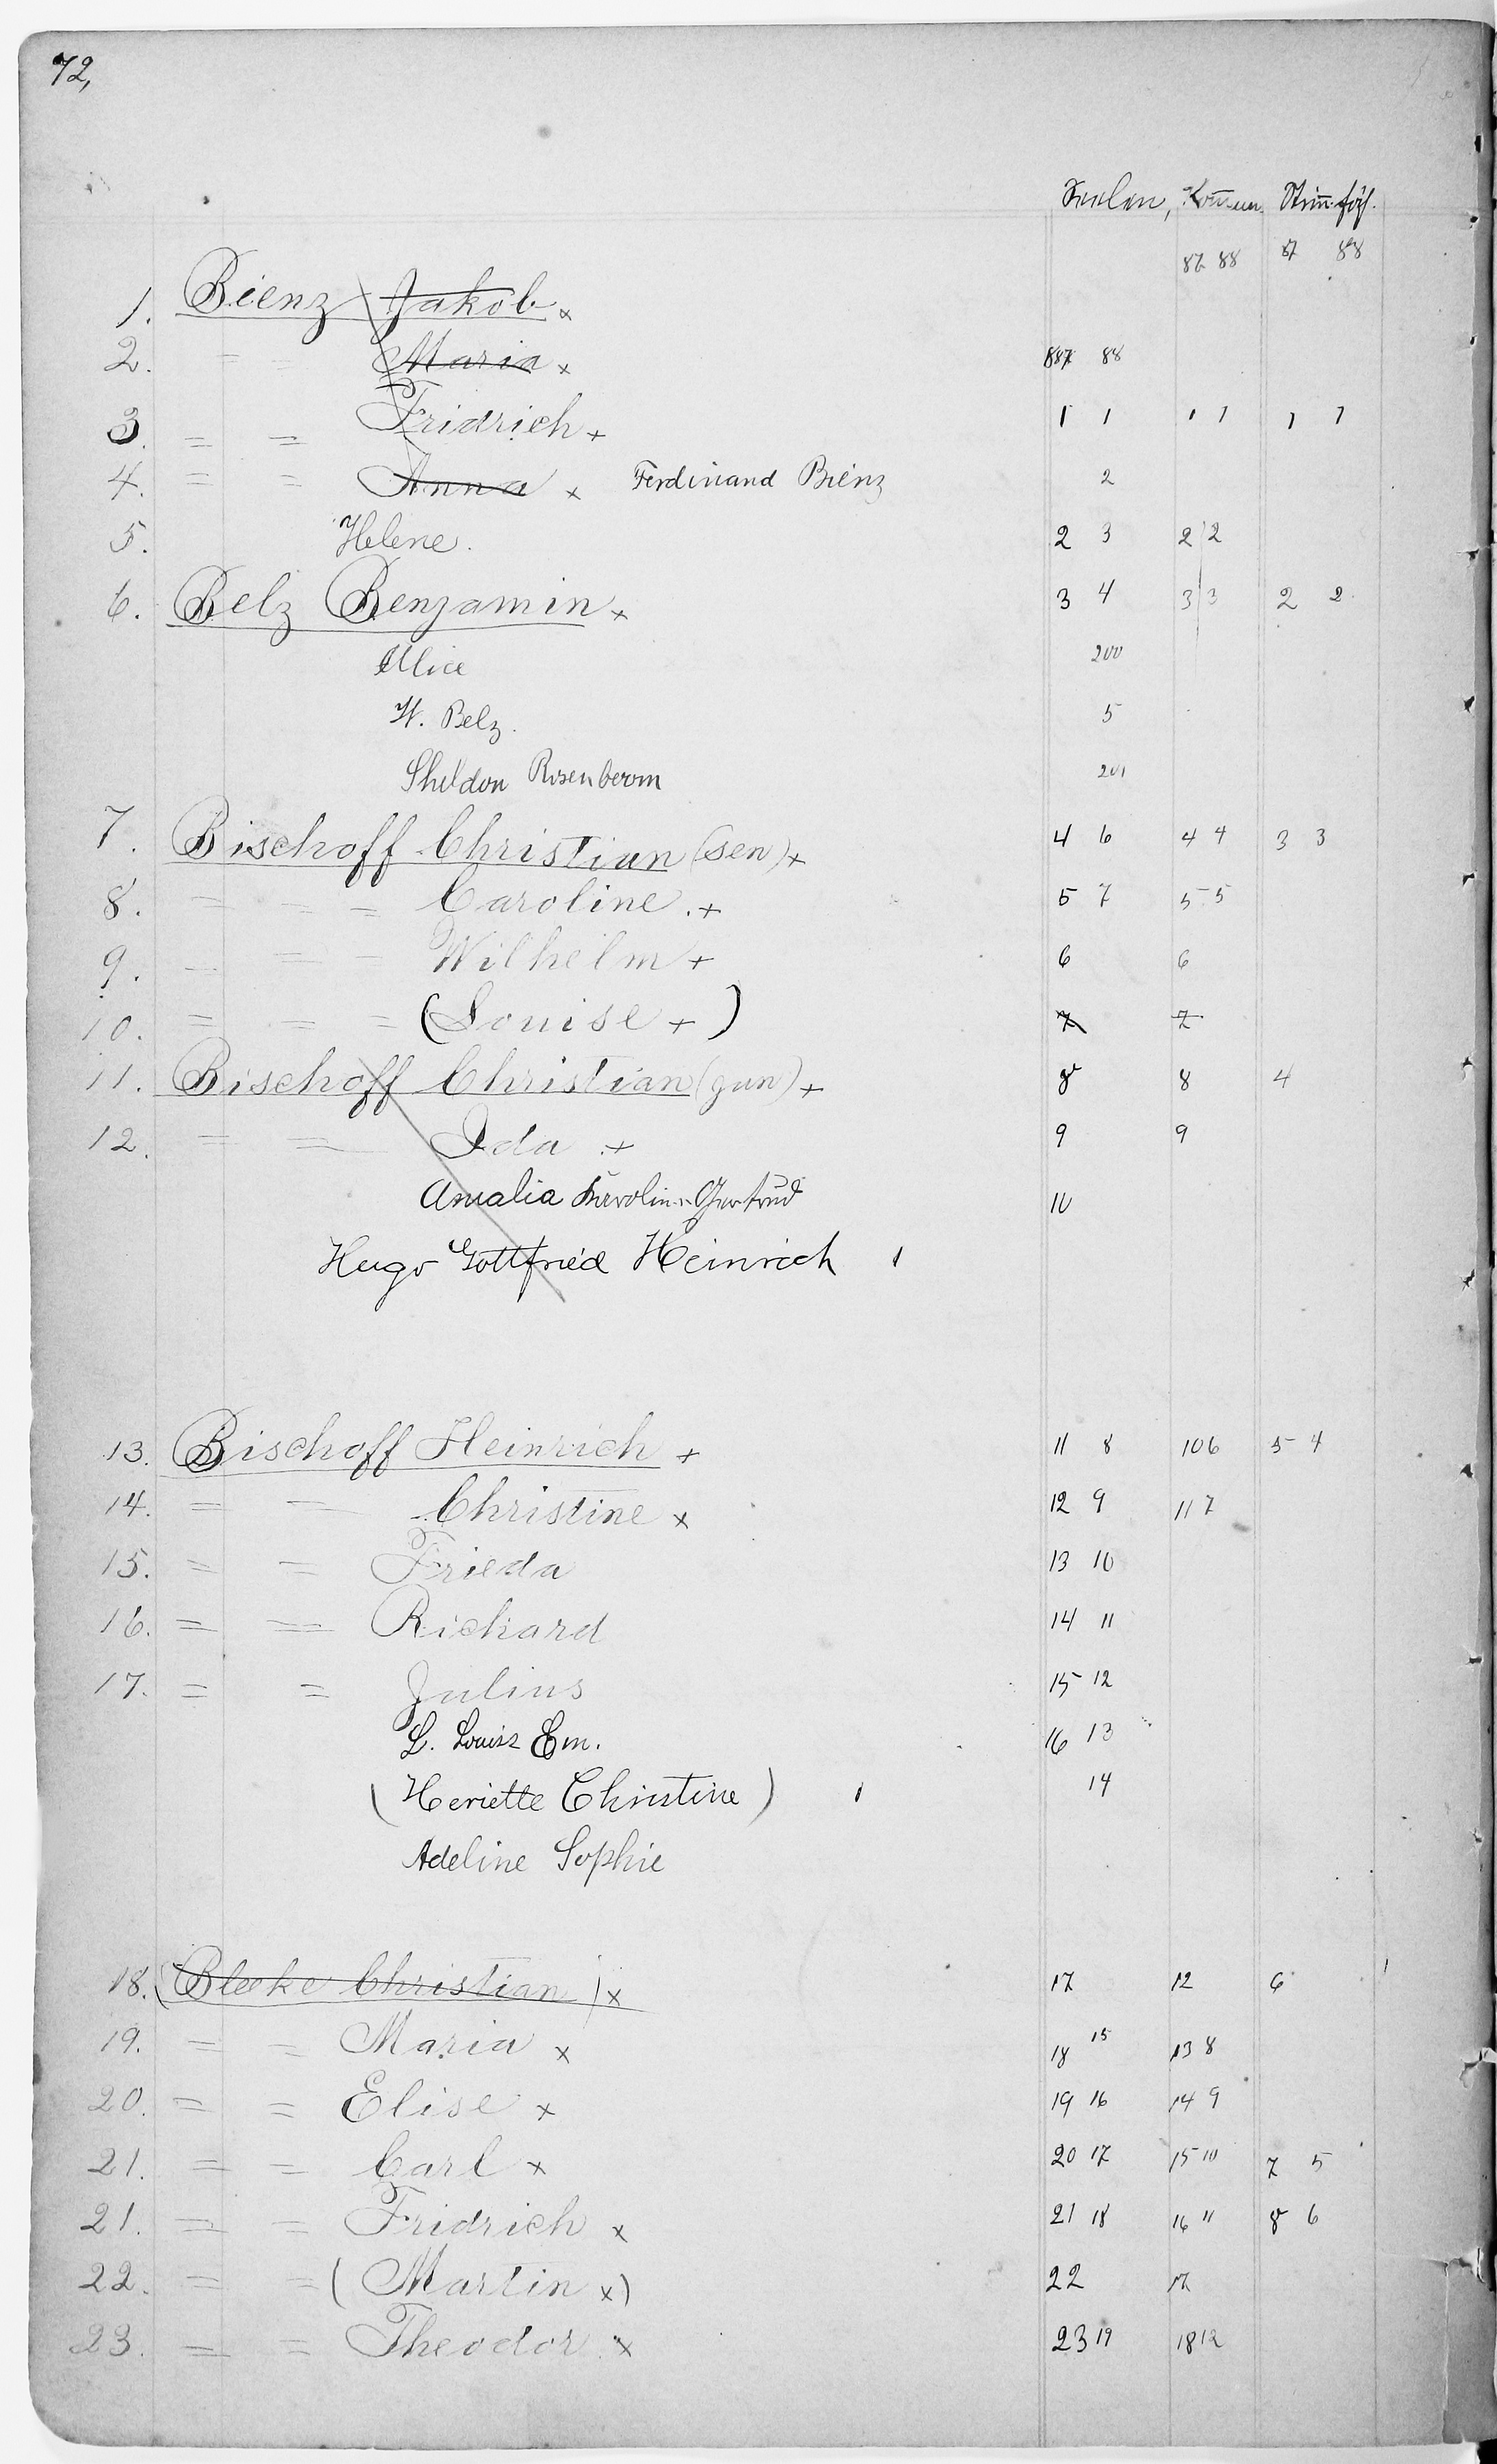 72,
Seelen, Komun. Stim̄fäh.
87 88 87 88
1. Bienz Jakob x
2. = = Maria x 887 88
3. = = Fridrich + 1 1 1 1 1 1
4. = = Anna x Ferdinand Bienz 2
5. Helene. 2 3 2 2
6. Belz Benjamin x 3 4 3 3 2 2
Alice 200
W. Belz. 5
Sheldon Rosenboom 201
7. Bischoff Christian (sen) x 4 6 4 4 3 3
8. = = = Caroline . + 5 7 5 5
9. = = = Wilhelm + 6 6
10. = = = (Louise +) 7 7
11. Bischoff Christian (jun) + 8 8 4
12. = = Ida + 9 9
Amalia Karolin. Gertrud 10
Hugo Gottfried Heinrich 1
13. Bischoff Heinrich + 11 8 10 6 5 4
14. = = Christine x 12 9 11 7
15. = = Frieda 13 10
16. = = Richard 14 11
17. = = Julius 15 12
L. Louise Em. 16 13
(Heriette Christine) 1 14
Adeline Sophie
18. (Bleeke Christian) x 17 12 6
19. = = Maria x 18 15 13 8
20. = = Elise x 19 16 14 9
21. = = Carl x 20 17 15 10 7 5
21. = = Fridrich x 21 18 16 11 8 6
22. = = (Martin x) 22 17
23. = = Theodor x 23 19 18 12